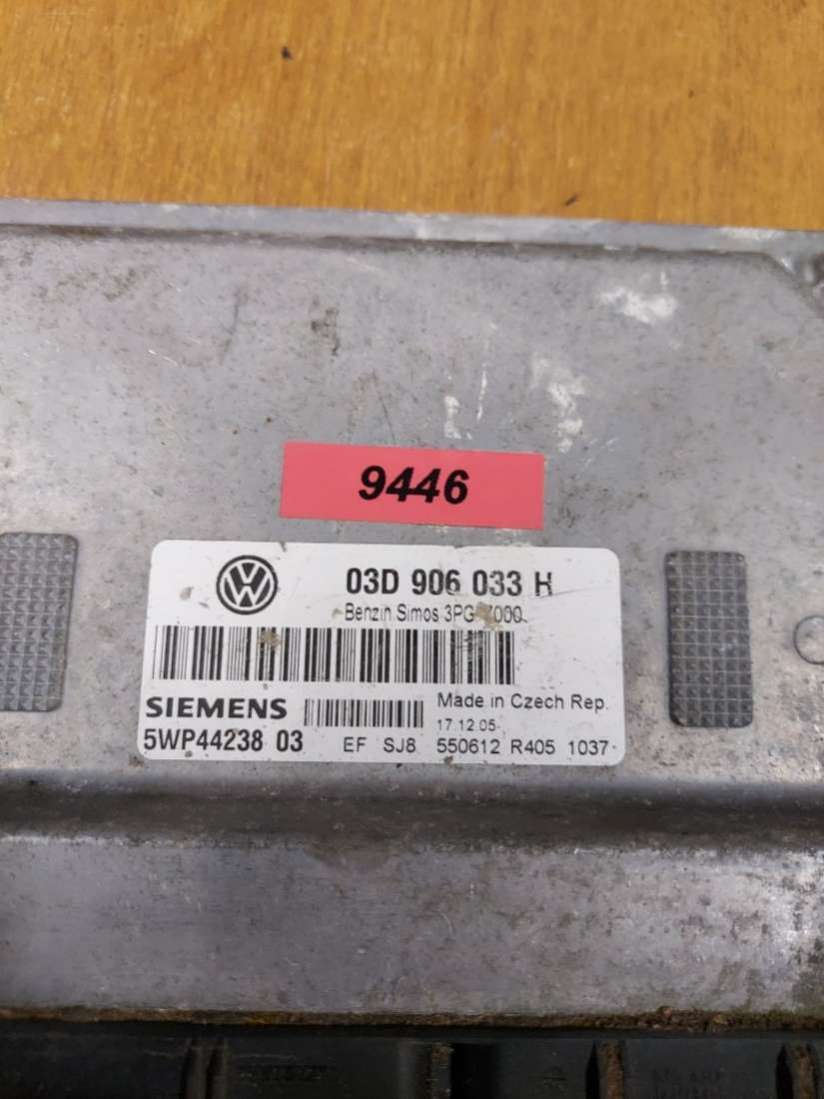 9446
03D 906 033 H
Benzin Simos 3PG
SIEMENS
Made in Czech Rep.
17.12.05
5WP44238 03
EF SJ8 550612 R405 1037